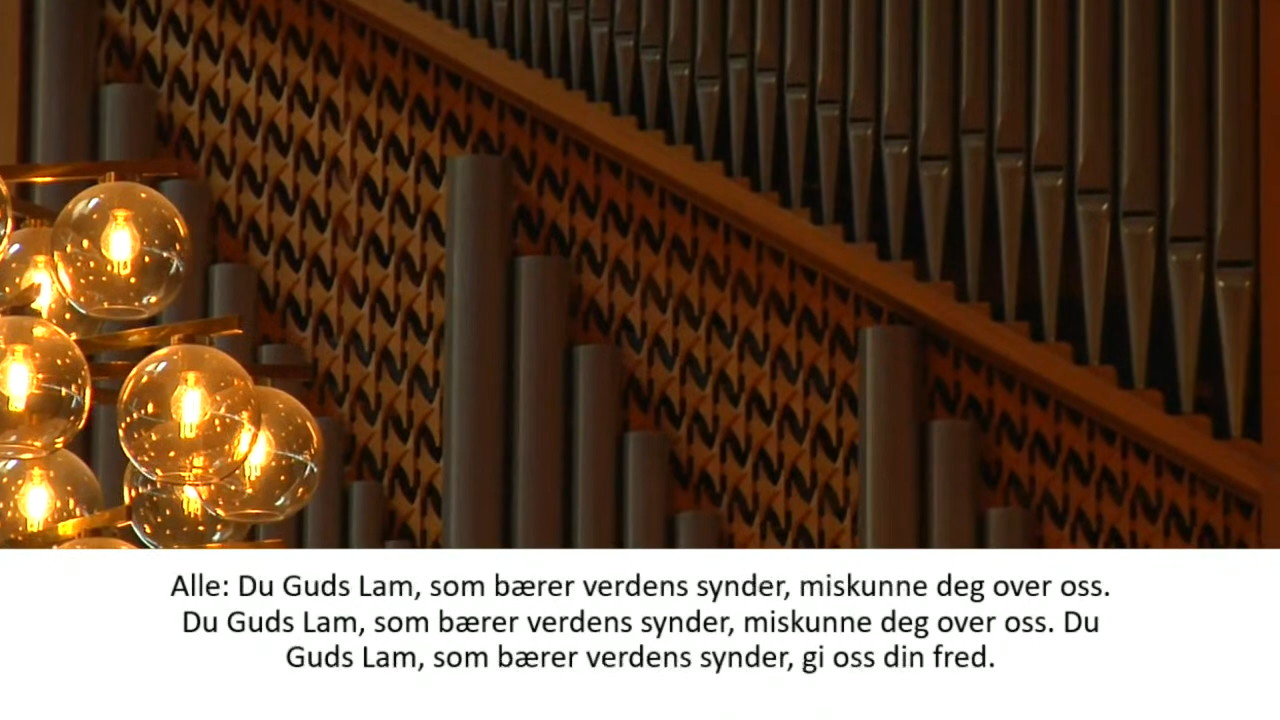 Alle: Du Guds Lam, som bærer verdens synder, miskunne deg over oss.
Du Guds Lam, som bærer verdens synder, miskunne deg over oss. Du
Guds Lam, som bærer verdens synder, gi oss din fred.